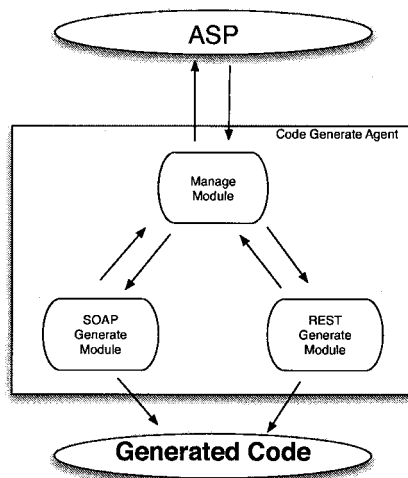 ASP
Code Generate Agent
Manage
Module
SOAP
Generate
Module
REST
Generate
Module
Generated Code